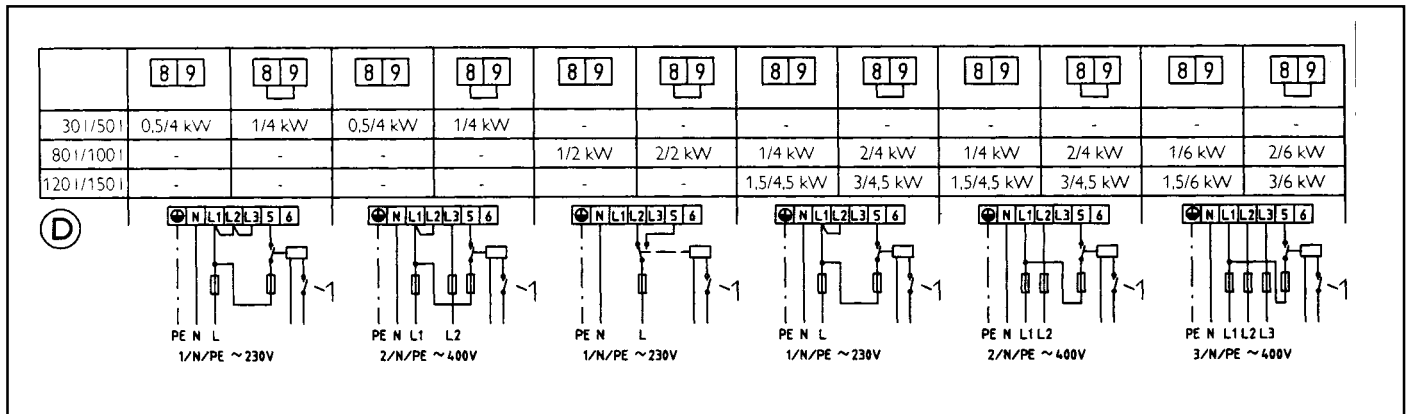 8 9 8 9 8 9 8 9 8 9 8 9 8 9 8 9 8 9 8 9 8 9 8 9
30 l/50 l 0,5/4 kW 1/4 kW 0,5/4 kW 1/4 kW - - - - - - - -
80 l/100 l - - - - 1/2 kW 2/2 kW 1/4 kW 2/4 kW 1/4 kW 2/4 kW 1/6 kW 2/6 kW
120 l/150 l - - - - - - 1,5/4,5 kW 3/4,5 kW 1,5/4,5 kW 3/4,5 kW 1,5/6 kW 3/6 kW
N L1 L2 L3 5 6 N L1 L2 L3 5 6 N L1 L2 L3 5 6 N L1 L2 L3 5 6 N L1 L2 L3 5 6 N L1 L2 L3 5 6
D
1 1 1 1 1 1
PE N L PE N L1 L2 PE N L PE N L PE N L1 L2 PE N L1 L2 L3
1/N/PE ~ 230V 2/N/PE ~ 400V 1/N/PE ~ 230V 1/N/PE ~ 230V 2/N/PE ~ 400V 3/N/PE ~ 400V